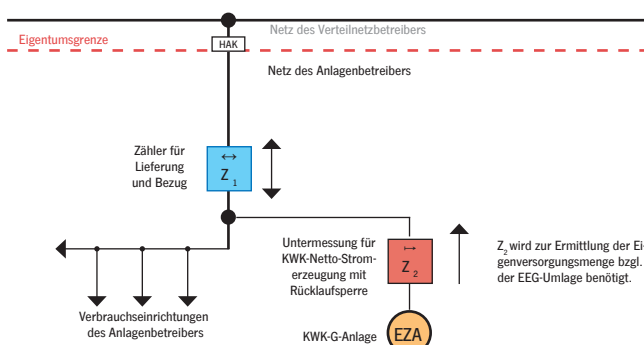 Netz des Verteilnetzbetreibers
Eigentumsgrenze
HAK
Netz des Anlagenbetreibers
Zähler für
Lieferung
und Bezug
↔
Z 1
Untermessung für
KWK-Netto-Strom-
erzeugung mit
Rücklaufsperre
↦
Z 2
Z2 wird zur Ermittlung der Ei-
genversorgungsmenge bzgl.
der EEG-Umlage benötigt.
Verbrauchseinrichtungen
des Anlagenbetreibers
KWK-G-Anlage
EZA